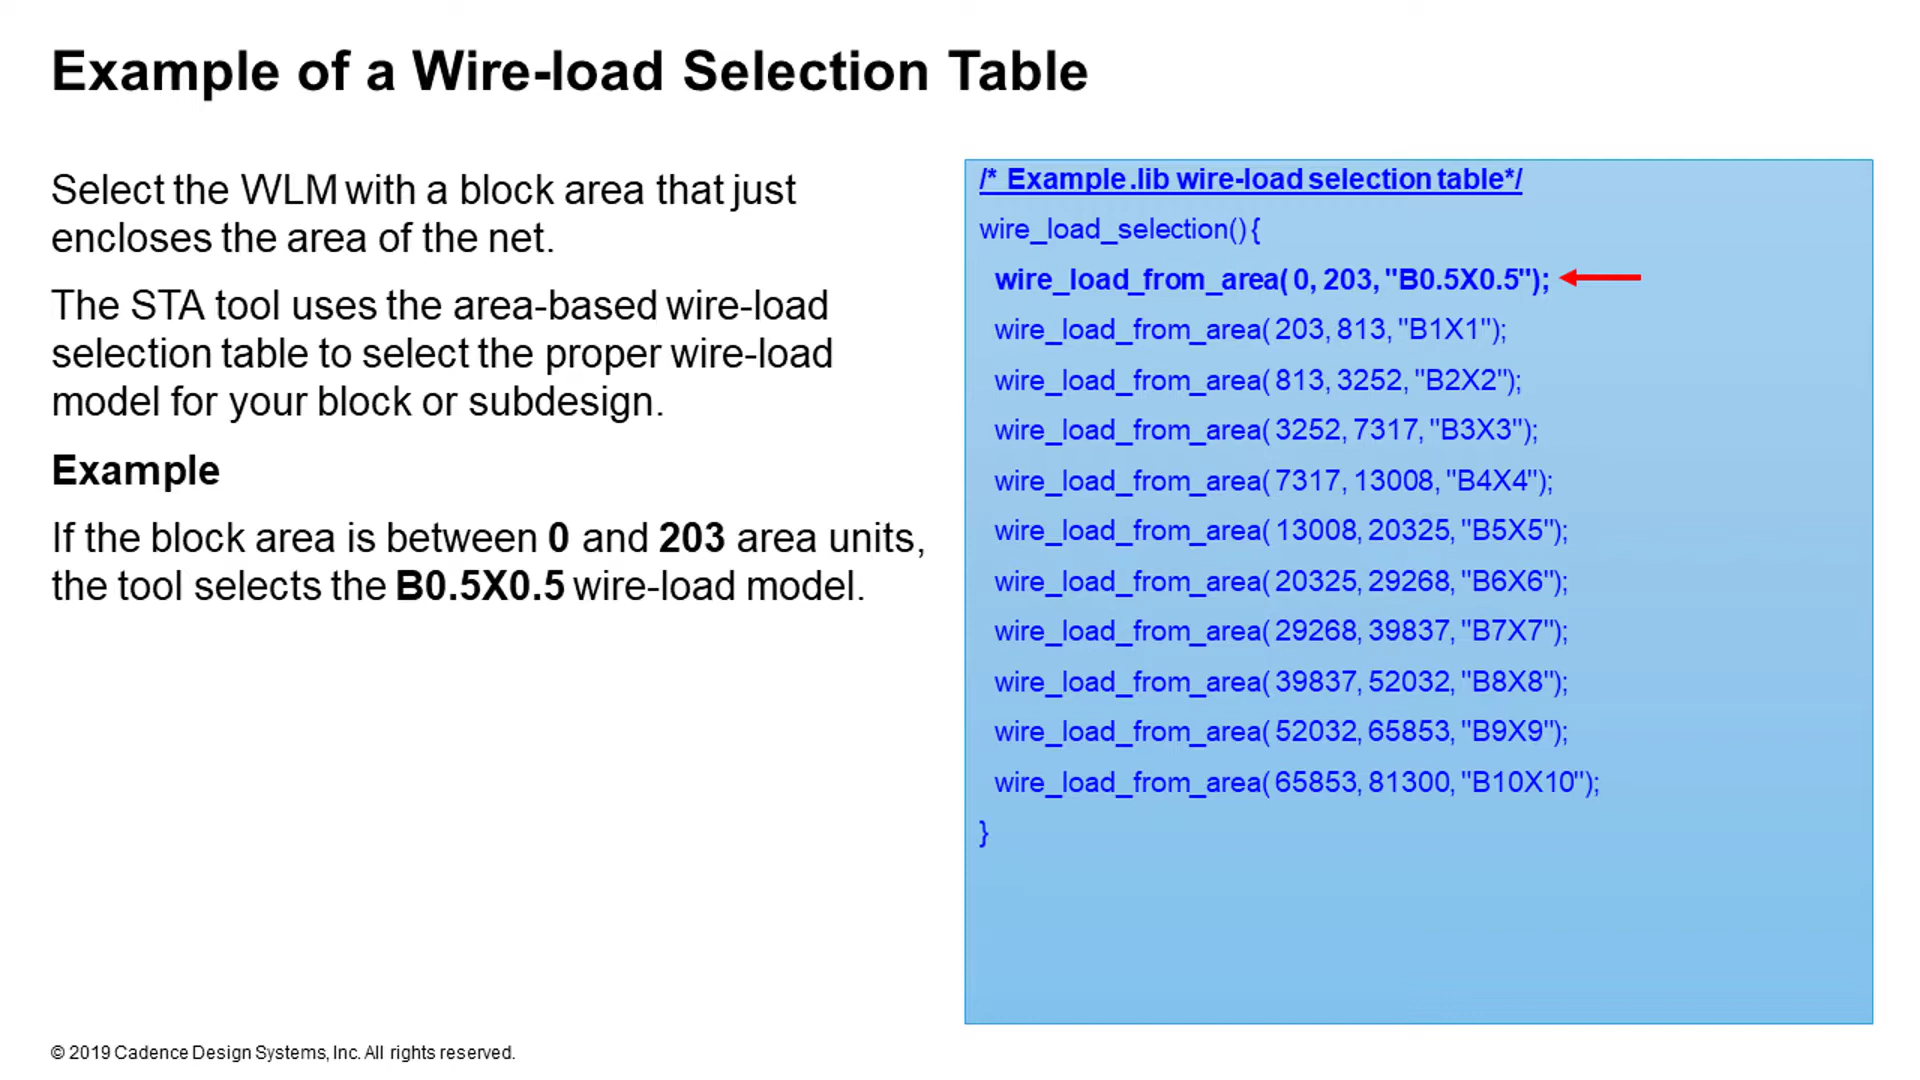 Example of a Wire-load Selection Table
Select the WLM with a block area that just
encloses the area of the net.
The STA tool uses the area-based wire-load
selection table to select the proper wire-load
model for your block or subdesign.
Example
If the block area is between 0 and 203 area units,
the tool selects the B0.5X0.5 wire-load model.
/* Example .lib wire-load selection table*/
wire_load_selection() {
wire_load_from_area( 0, 203, "B0.5X0.5");
wire_load_from_area( 203, 813, "B1X1");
wire_load_from_area( 813, 3252, "B2X2");
wire_load_from_area( 3252, 7317, "B3X3");
wire_load_from_area( 7317, 13008, "B4X4");
wire_load_from_area( 13008, 20325, "B5X5");
wire_load_from_area( 20325, 29268, "B6X6");
wire_load_from_area( 29268, 39837, "B7X7");
wire_load_from_area( 39837, 52032, "B8X8");
wire_load_from_area( 52032, 65853, "B9X9");
wire_load_from_area( 65853, 81300, "B10X10");
}
© 2019 Cadence Design Systems, Inc. All rights reserved.